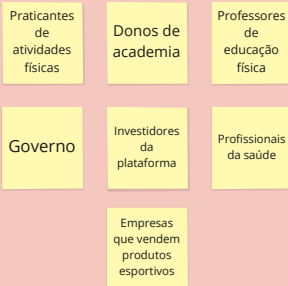 Praticantes
de
atividades
físicas
Donos de
academia
Professores
de
educação
física
Governo
Investidores
da
plataforma
Profissionais
da saúde
Empresas
que vendem
produtos
esportivos